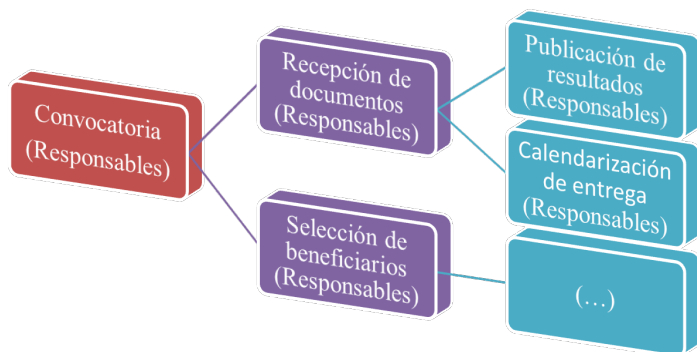 Convocatoria
(Responsables)
Recepción de
documentos
(Responsables)
Selección de
beneficiarios
(Responsables)
Publicación de
resultados
(Responsables)
Calendarización
de entrega
(Responsables)
(...)